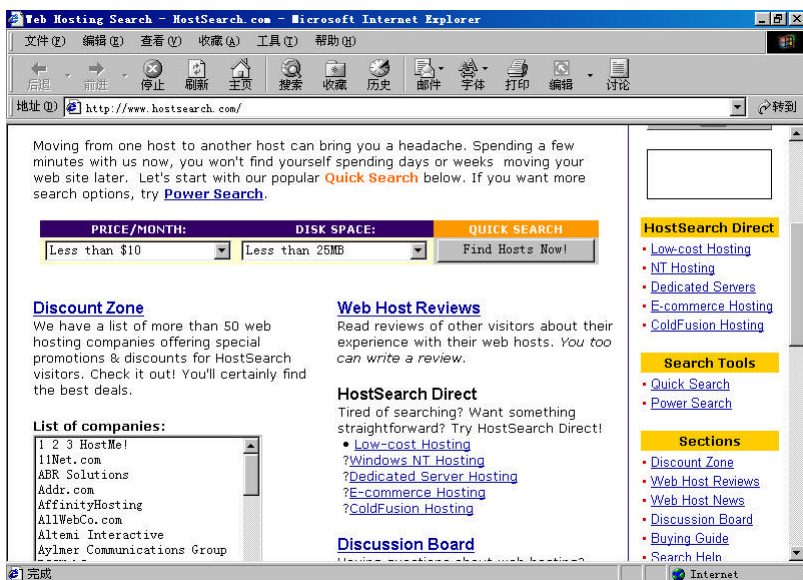 Web Hosting Search - HostSearch.com - Microsoft Internet Explorer
文件(F) 编辑(E) 查看(V) 收藏(A) 工具(T) 帮助(H)
后退 前进 停止 刷新 主页 搜索 收藏 历史 邮件 字体 打印 编辑 讨论
地址(D) http://www.hostsearch.com/ 转到
Moving from one host to another host can bring you a headache. Spending a few
minutes with us now, you won't find yourself spending days or weeks moving your
web site later. Let's start with our popular Quick Search below. If you want more
search options, try Power Search.
PRICE/MONTH: DISK SPACE: QUICK SEARCH
Less than $10 Less than 25MB Find Hosts Now!
Discount Zone
We have a list of more than 50 web
hosting companies offering special
promotions & discounts for HostSearch
visitors. Check it out! You'll certainly find
the best deals.
List of companies:
1 2 3 HostMe!
11Net.com
ABR Solutions
Addr.com
AffinityHosting
AllWebCo.com
Altemi Interactive
Aylmer Communications Group
Web Host Reviews
Read reviews of other visitors about their
experience with their web hosts. You too
can write a review.
HostSearch Direct
Tired of searching? Want something
straightforward? Try HostSearch Direct!
• Low-cost Hosting
?Windows NT Hosting
?Dedicated Server Hosting
?E-commerce Hosting
?ColdFusion Hosting
Discussion Board
Having questions about web hosting?
HostSearch Direct
• Low-cost Hosting
• NT Hosting
• Dedicated Servers
• E-commerce Hosting
• ColdFusion Hosting
Search Tools
• Quick Search
• Power Search
Sections
• Discount Zone
• Web Host Reviews
• Web Host News
• Discussion Board
• Buying Guide
• Search Help
完成 Internet